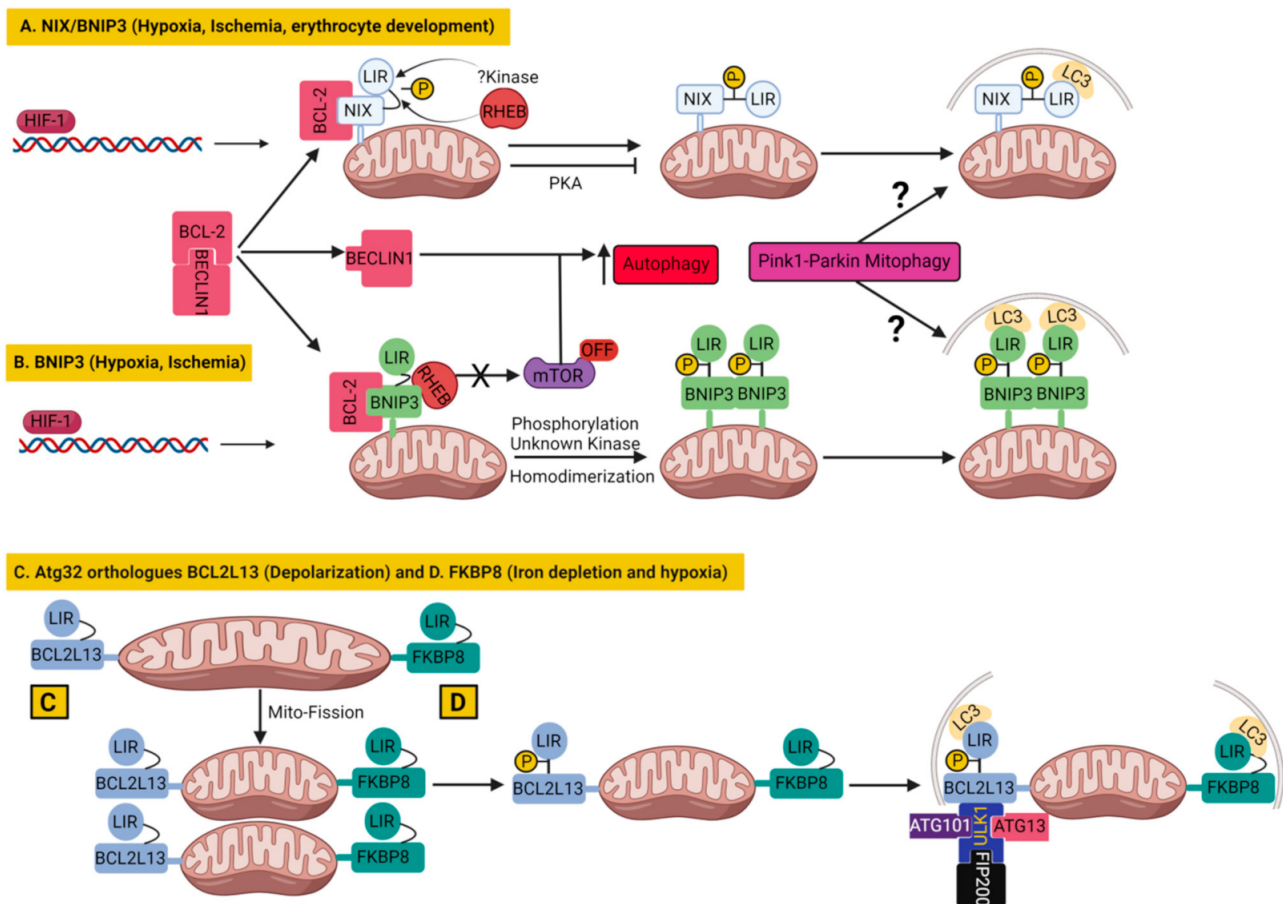 A. NIX/BNIP3 (Hypoxia, Ischemia, erythrocyte development)
HIF-1
BCL-2
LIR
NIX
P
?Kinase
RHEB
PKA
P
NIX
LIR
P
LC3
NIX
LIR
BCL-2
BECLIN1
BECLIN1
Autophagy
Pink1-Parkin Mitophagy
?
?
B. BNIP3 (Hypoxia, Ischemia)
HIF-1
BCL-2
LIR
BNIP3
RHEB
X
mTOR
OFF
Phosphorylation
Unknown Kinase
Homodimerization
LIR
LIR
P
P
BNIP3
BNIP3
LC3
LC3
LIR
LIR
P
P
BNIP3
BNIP3
C. Atg32 orthologues BCL2L13 (Depolarization) and D. FKBP8 (Iron depletion and hypoxia)
LIR
BCL2L13
LIR
FKBP8
C
D
Mito-Fission
LIR
BCL2L13
LIR
FKBP8
LIR
BCL2L13
LIR
FKBP8
LIR
P
BCL2L13
LIR
FKBP8
LC3
LIR
P
BCL2L13
ATG101
ULK1
ATG13
FIP200
LC3
LIR
FKBP8